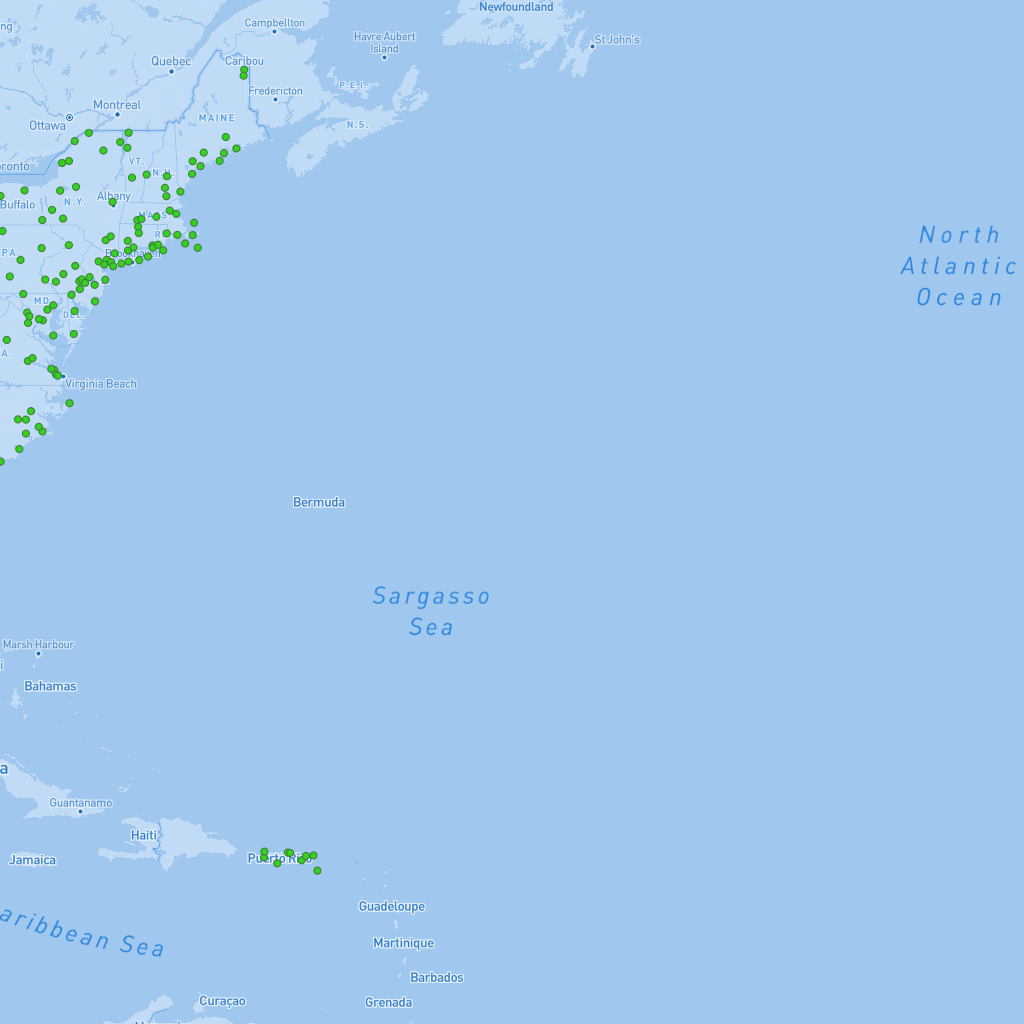 Newfoundland
Campbellton
ng
Havre Aubert
Island
St John's
Quebec
Caribou
P.E.I.
Fredericton
Montreal
MAINE
Ottawa
N.S.
VT.
oronto
N.H.
Albany
N.Y.
Buffalo
MASS.
R.I.
North
Atlantic
Ocean
PA.
Brookhaven
MD.
DEL.
A.
Virginia Beach
Bermuda
Sargasso
Sea
Marsh Harbour
i
Bahamas
a
Guantanamo
Haiti
Jamaica
Puerto Rico
Guadeloupe
aribbean Sea
Martinique
Barbados
Curaçao
Grenada